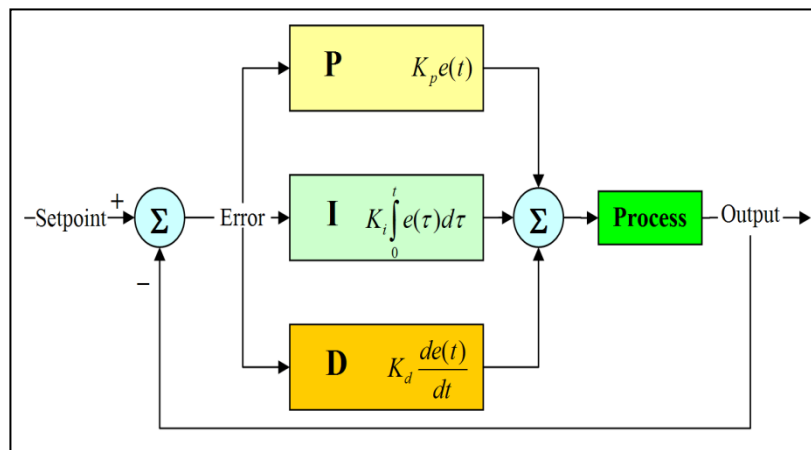 P K_p e(t)
–Setpoint + Σ Error I K_i ∫_0^t e(τ)dτ Σ Process Output
–
D K_d de(t)/dt